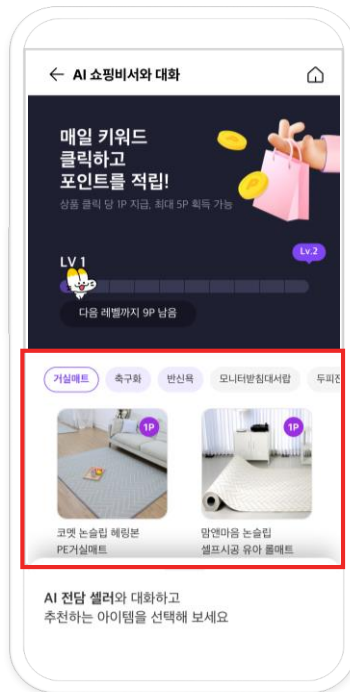 ← AI 쇼핑비서와 대화
매일 키워드
클릭하고
포인트를 적립!
상품 클릭 당 1P 지급, 최대 5P 획득 가능
P
P
LV 1
Lv.2
다음 레벨까지 9P 남음
거실매트 축구화 반신욕 모니터받침대서랍
1P
1P
코멧 논슬립 헤링본
PE거실매트
암앤마음 논슬립
셀프시공 유아 롤매트
AI 전담 셀러와 대화하고
추천하는 아이템을 선택해 보세요